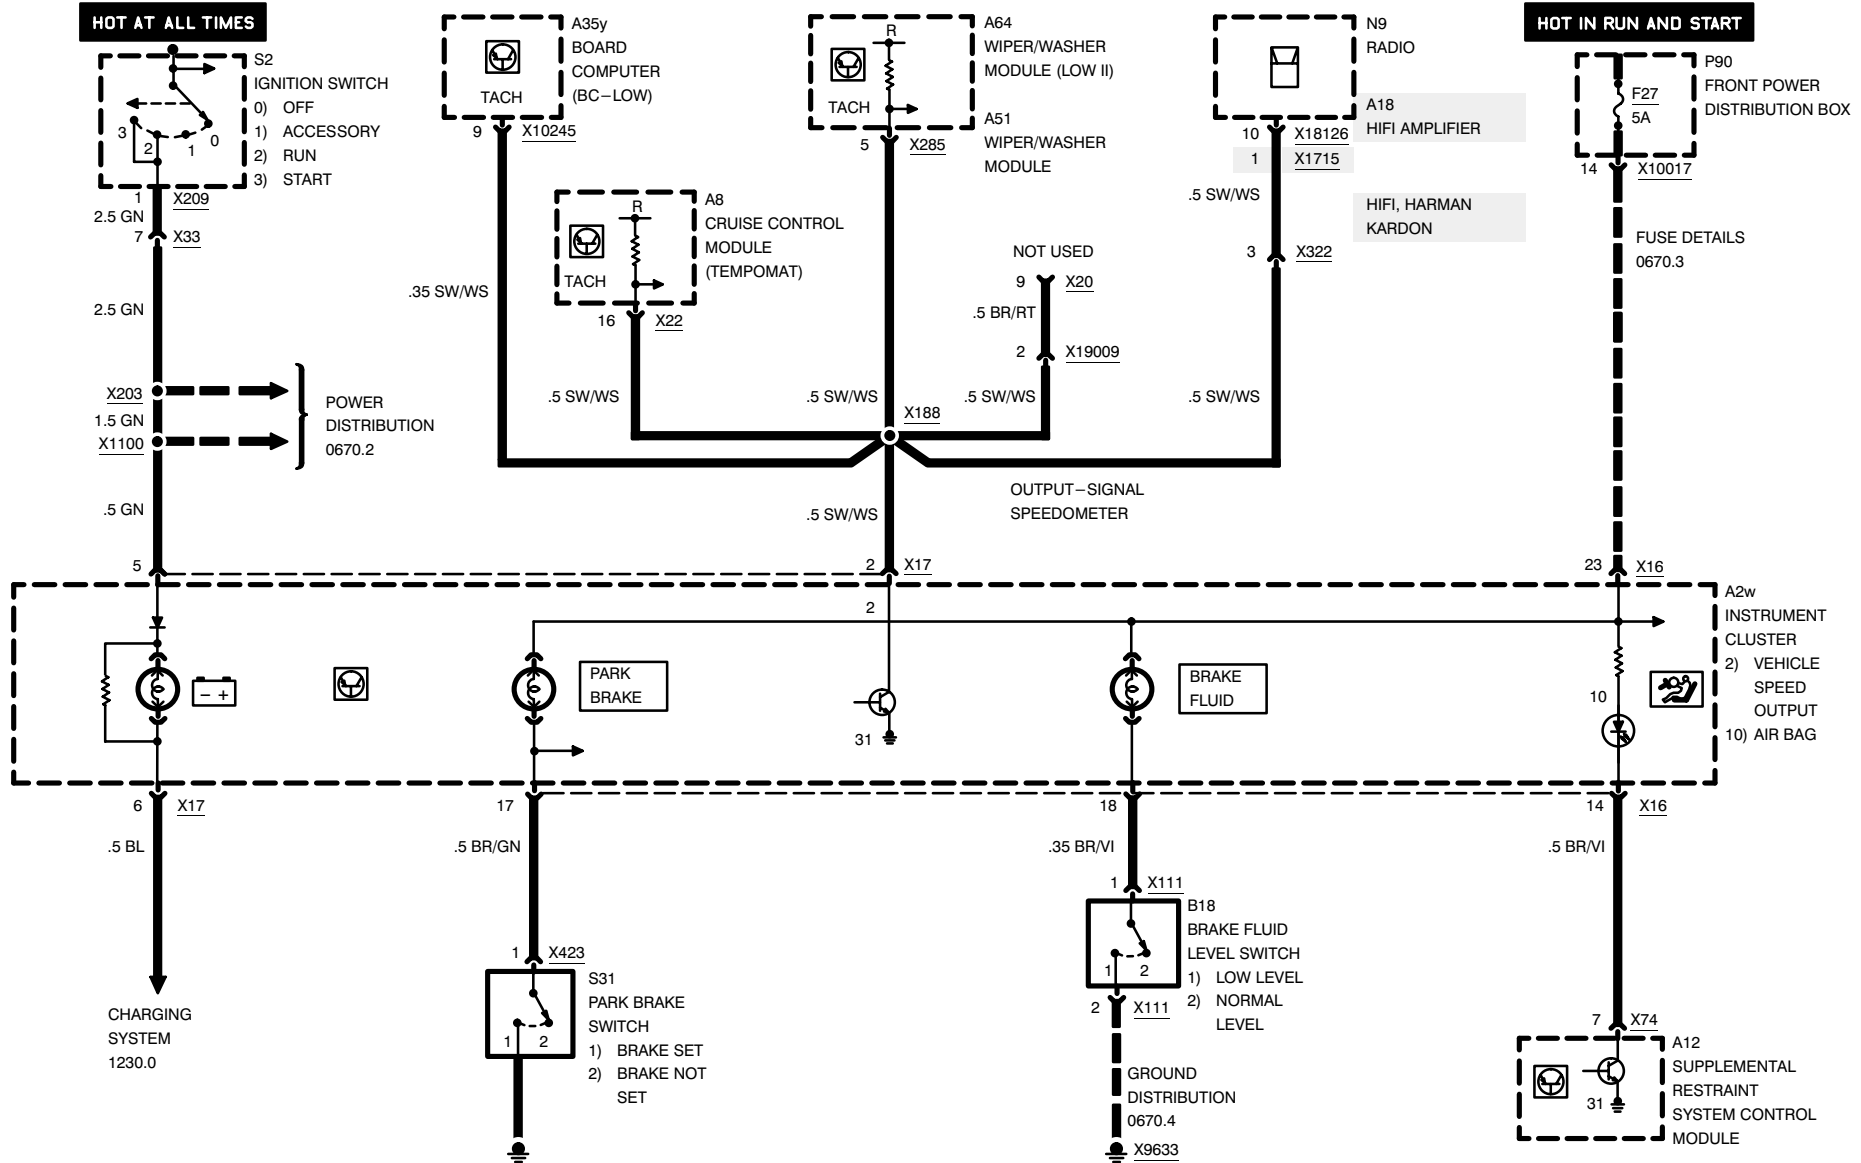 HOT AT ALL TIMES
S2
IGNITION SWITCH
0) OFF
1) ACCESSORY
2) RUN
3) START
3
2
1
0
1
X209
2.5 GN
7
X33
2.5 GN
X203
1.5 GN
X1100
POWER
DISTRIBUTION
0670.2
.5 GN
5
A35y
BOARD
COMPUTER
(BC-LOW)
TACH
9
X10245
.35 SW/WS
A8
CRUISE CONTROL
MODULE
(TEMPOMAT)
R
TACH
16
X22
.5 SW/WS
A64
WIPER/WASHER
MODULE (LOW II)
A51
WIPER/WASHER
MODULE
R
TACH
5
X285
.5 SW/WS
X188
NOT USED
9
X20
.5 BR/RT
2
X19009
.5 SW/WS
N9
RADIO
A18
HIFI AMPLIFIER
10
X18126
1
X1715
.5 SW/WS
HIFI, HARMAN
KARDON
3
X322
.5 SW/WS
OUTPUT-SIGNAL
SPEEDOMETER
.5 SW/WS
2
X17
HOT IN RUN AND START
P90
FRONT POWER
DISTRIBUTION BOX
F27
5A
14
X10017
FUSE DETAILS
0670.3
23
X16
A2w
INSTRUMENT
CLUSTER
2) VEHICLE
SPEED
OUTPUT
10) AIR BAG
2
- +
PARK
BRAKE
31
BRAKE
FLUID
10
6
X17
17
18
14
X16
.5 BL
CHARGING
SYSTEM
1230.0
.5 BR/GN
1
X423
S31
PARK BRAKE
SWITCH
1) BRAKE SET
2) BRAKE NOT
SET
1
2
.35 BR/VI
1
X111
B18
BRAKE FLUID
LEVEL SWITCH
1) LOW LEVEL
2) NORMAL
LEVEL
1
2
2
X111
GROUND
DISTRIBUTION
0670.4
X9633
.5 BR/VI
7
X74
A12
SUPPLEMENTAL
RESTRAINT
SYSTEM CONTROL
MODULE
31